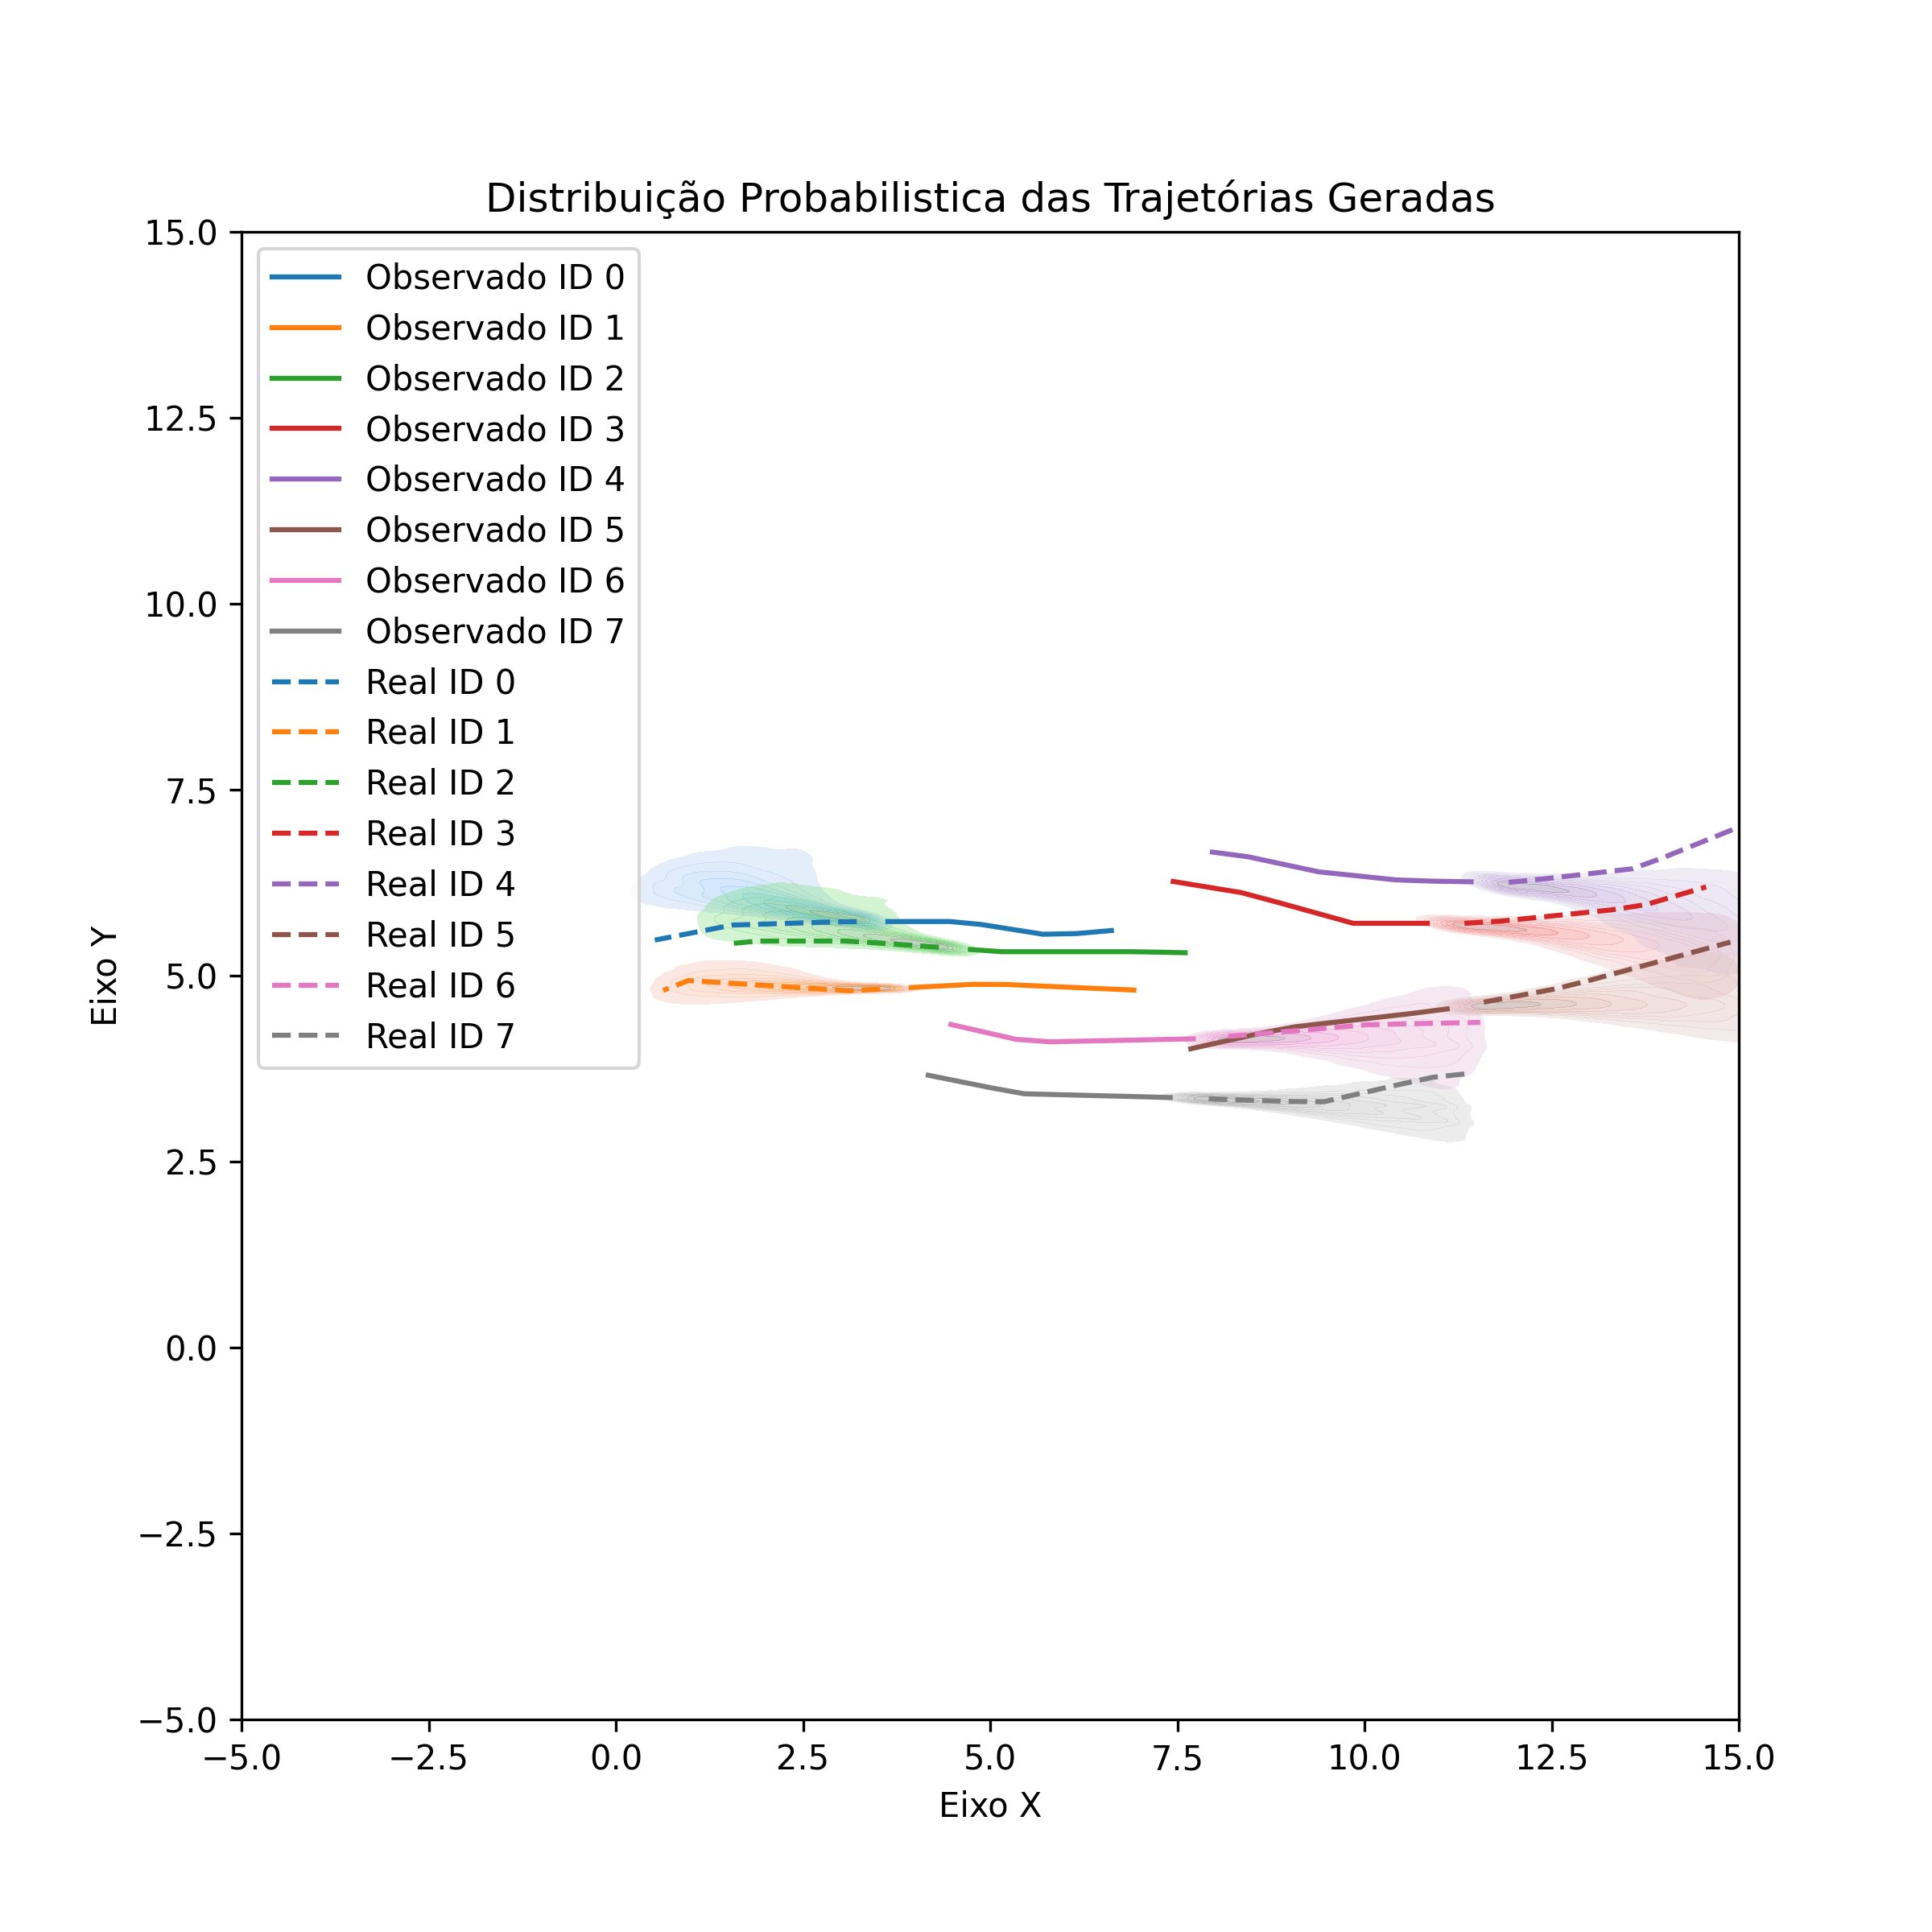 Distribuição Probabilistica das Trajetórias Geradas
15.0
12.5
10.0
7.5
5.0
2.5
0.0
−2.5
−5.0
Eixo Y
Observado ID 0
Observado ID 1
Observado ID 2
Observado ID 3
Observado ID 4
Observado ID 5
Observado ID 6
Observado ID 7
Real ID 0
Real ID 1
Real ID 2
Real ID 3
Real ID 4
Real ID 5
Real ID 6
Real ID 7
−5.0 −2.5 0.0 2.5 5.0 7.5 10.0 12.5 15.0
Eixo X